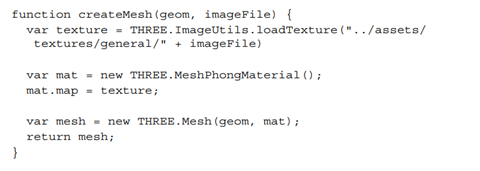 function createMesh(geom, imageFile) {
  var texture = THREE.ImageUtils.loadTexture("../assets/
   textures/general/" + imageFile)

  var mat = new THREE.MeshPhongMaterial();
  mat.map = texture;

  var mesh = new THREE.Mesh(geom, mat);
  return mesh;
}